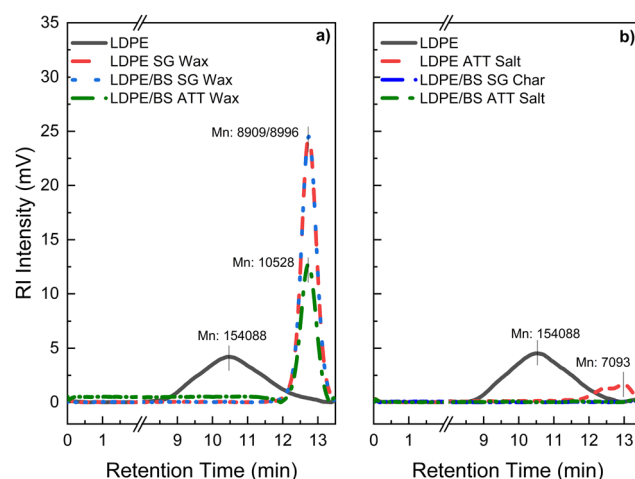 a)
LDPE
LDPE SG Wax
LDPE/BS SG Wax
LDPE/BS ATT Wax
Mn: 8909/8996
Mn: 10528
Mn: 154088
RI Intensity (mV)
35
30
25
20
15
10
5
0
0 1 9 10 11 12 13
Retention Time (min)
b)
LDPE
LDPE ATT Salt
LDPE/BS SG Char
LDPE/BS ATT Salt
Mn: 154088
Mn: 7093
0 1 9 10 11 12 13
Retention Time (min)